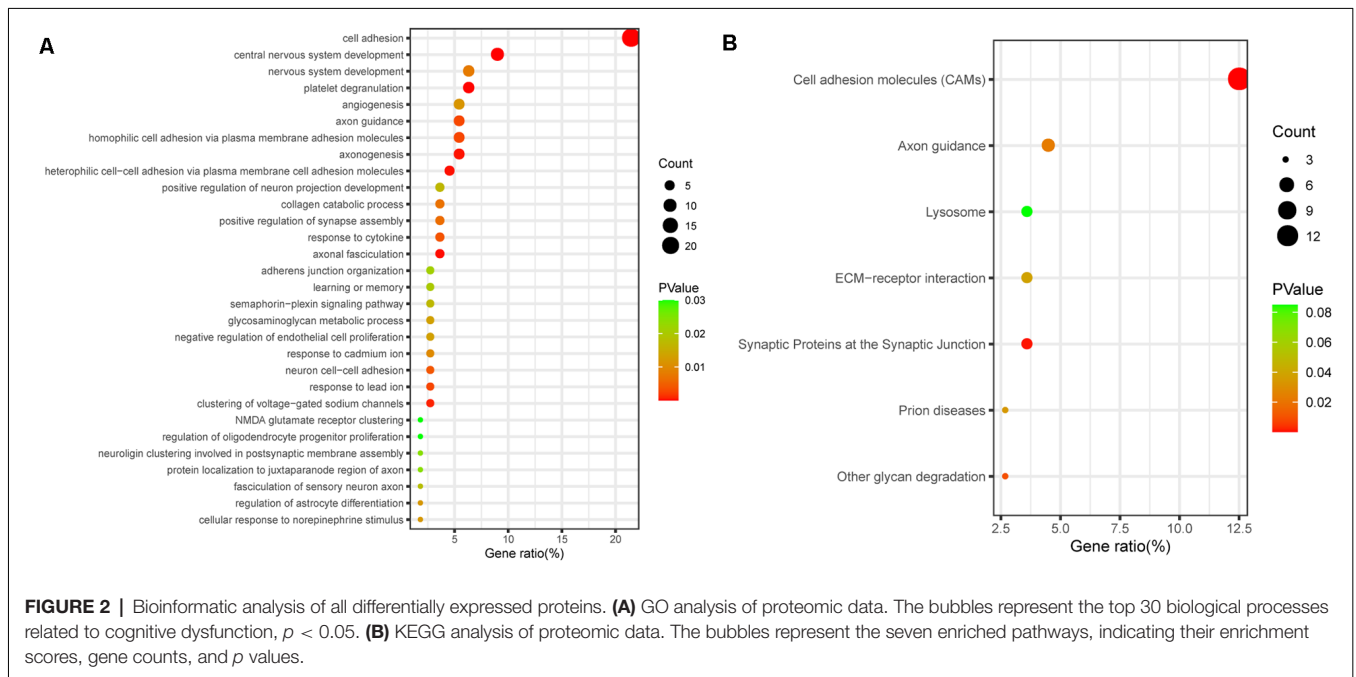 A
cell adhesion
central nervous system development
nervous system development
platelet degranulation
angiogenesis
axon guidance
homophilic cell adhesion via plasma membrane adhesion molecules
axonogenesis
heterophilic cell−cell adhesion via plasma membrane cell adhesion molecules
positive regulation of neuron projection development
collagen catabolic process
positive regulation of synapse assembly
response to cytokine
axonal fasciculation
adherens junction organization
learning or memory
semaphorin−plexin signaling pathway
glycosaminoglycan metabolic process
negative regulation of endothelial cell proliferation
response to cadmium ion
neuron cell−cell adhesion
response to lead ion
clustering of voltage−gated sodium channels
NMDA glutamate receptor clustering
regulation of oligodendrocyte progenitor proliferation
neuroligin clustering involved in postsynaptic membrane assembly
protein localization to juxtaparanode region of axon
fasciculation of sensory neuron axon
regulation of astrocyte differentiation
cellular response to norepinephrine stimulus
5 10 15 20
Gene ratio(%)
Count
5
10
15
20
PValue
0.03
0.02
0.01
B
Cell adhesion molecules (CAMs)
Axon guidance
Lysosome
ECM−receptor interaction
Synaptic Proteins at the Synaptic Junction
Prion diseases
Other glycan degradation
2.5 5.0 7.5 10.0 12.5
Gene ratio(%)
Count
3
6
9
12
PValue
0.08
0.06
0.04
0.02
FIGURE 2 | Bioinformatic analysis of all differentially expressed proteins. (A) GO analysis of proteomic data. The bubbles represent the top 30 biological processes
related to cognitive dysfunction, p < 0.05. (B) KEGG analysis of proteomic data. The bubbles represent the seven enriched pathways, indicating their enrichment
scores, gene counts, and p values.